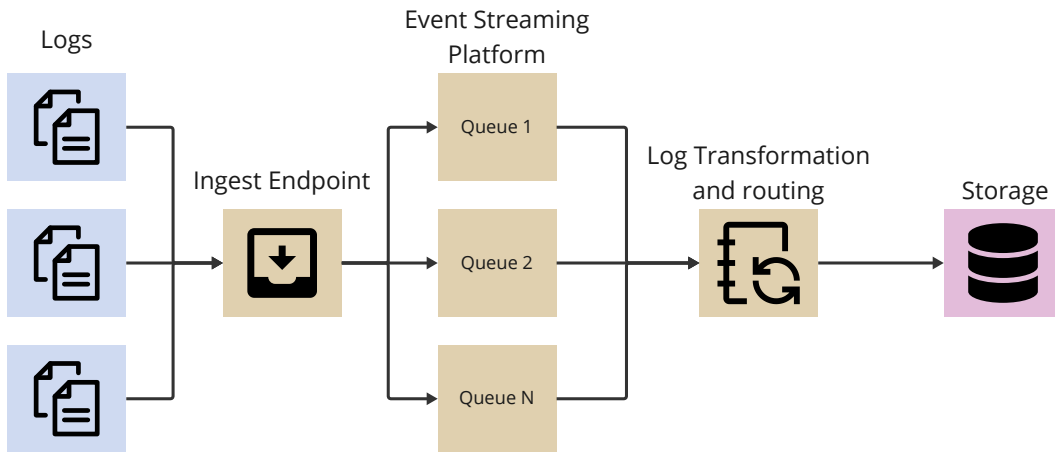 Logs
Ingest Endpoint
Event Streaming
Platform
Queue 1
Queue 2
Queue N
Log Transformation
and routing
Storage